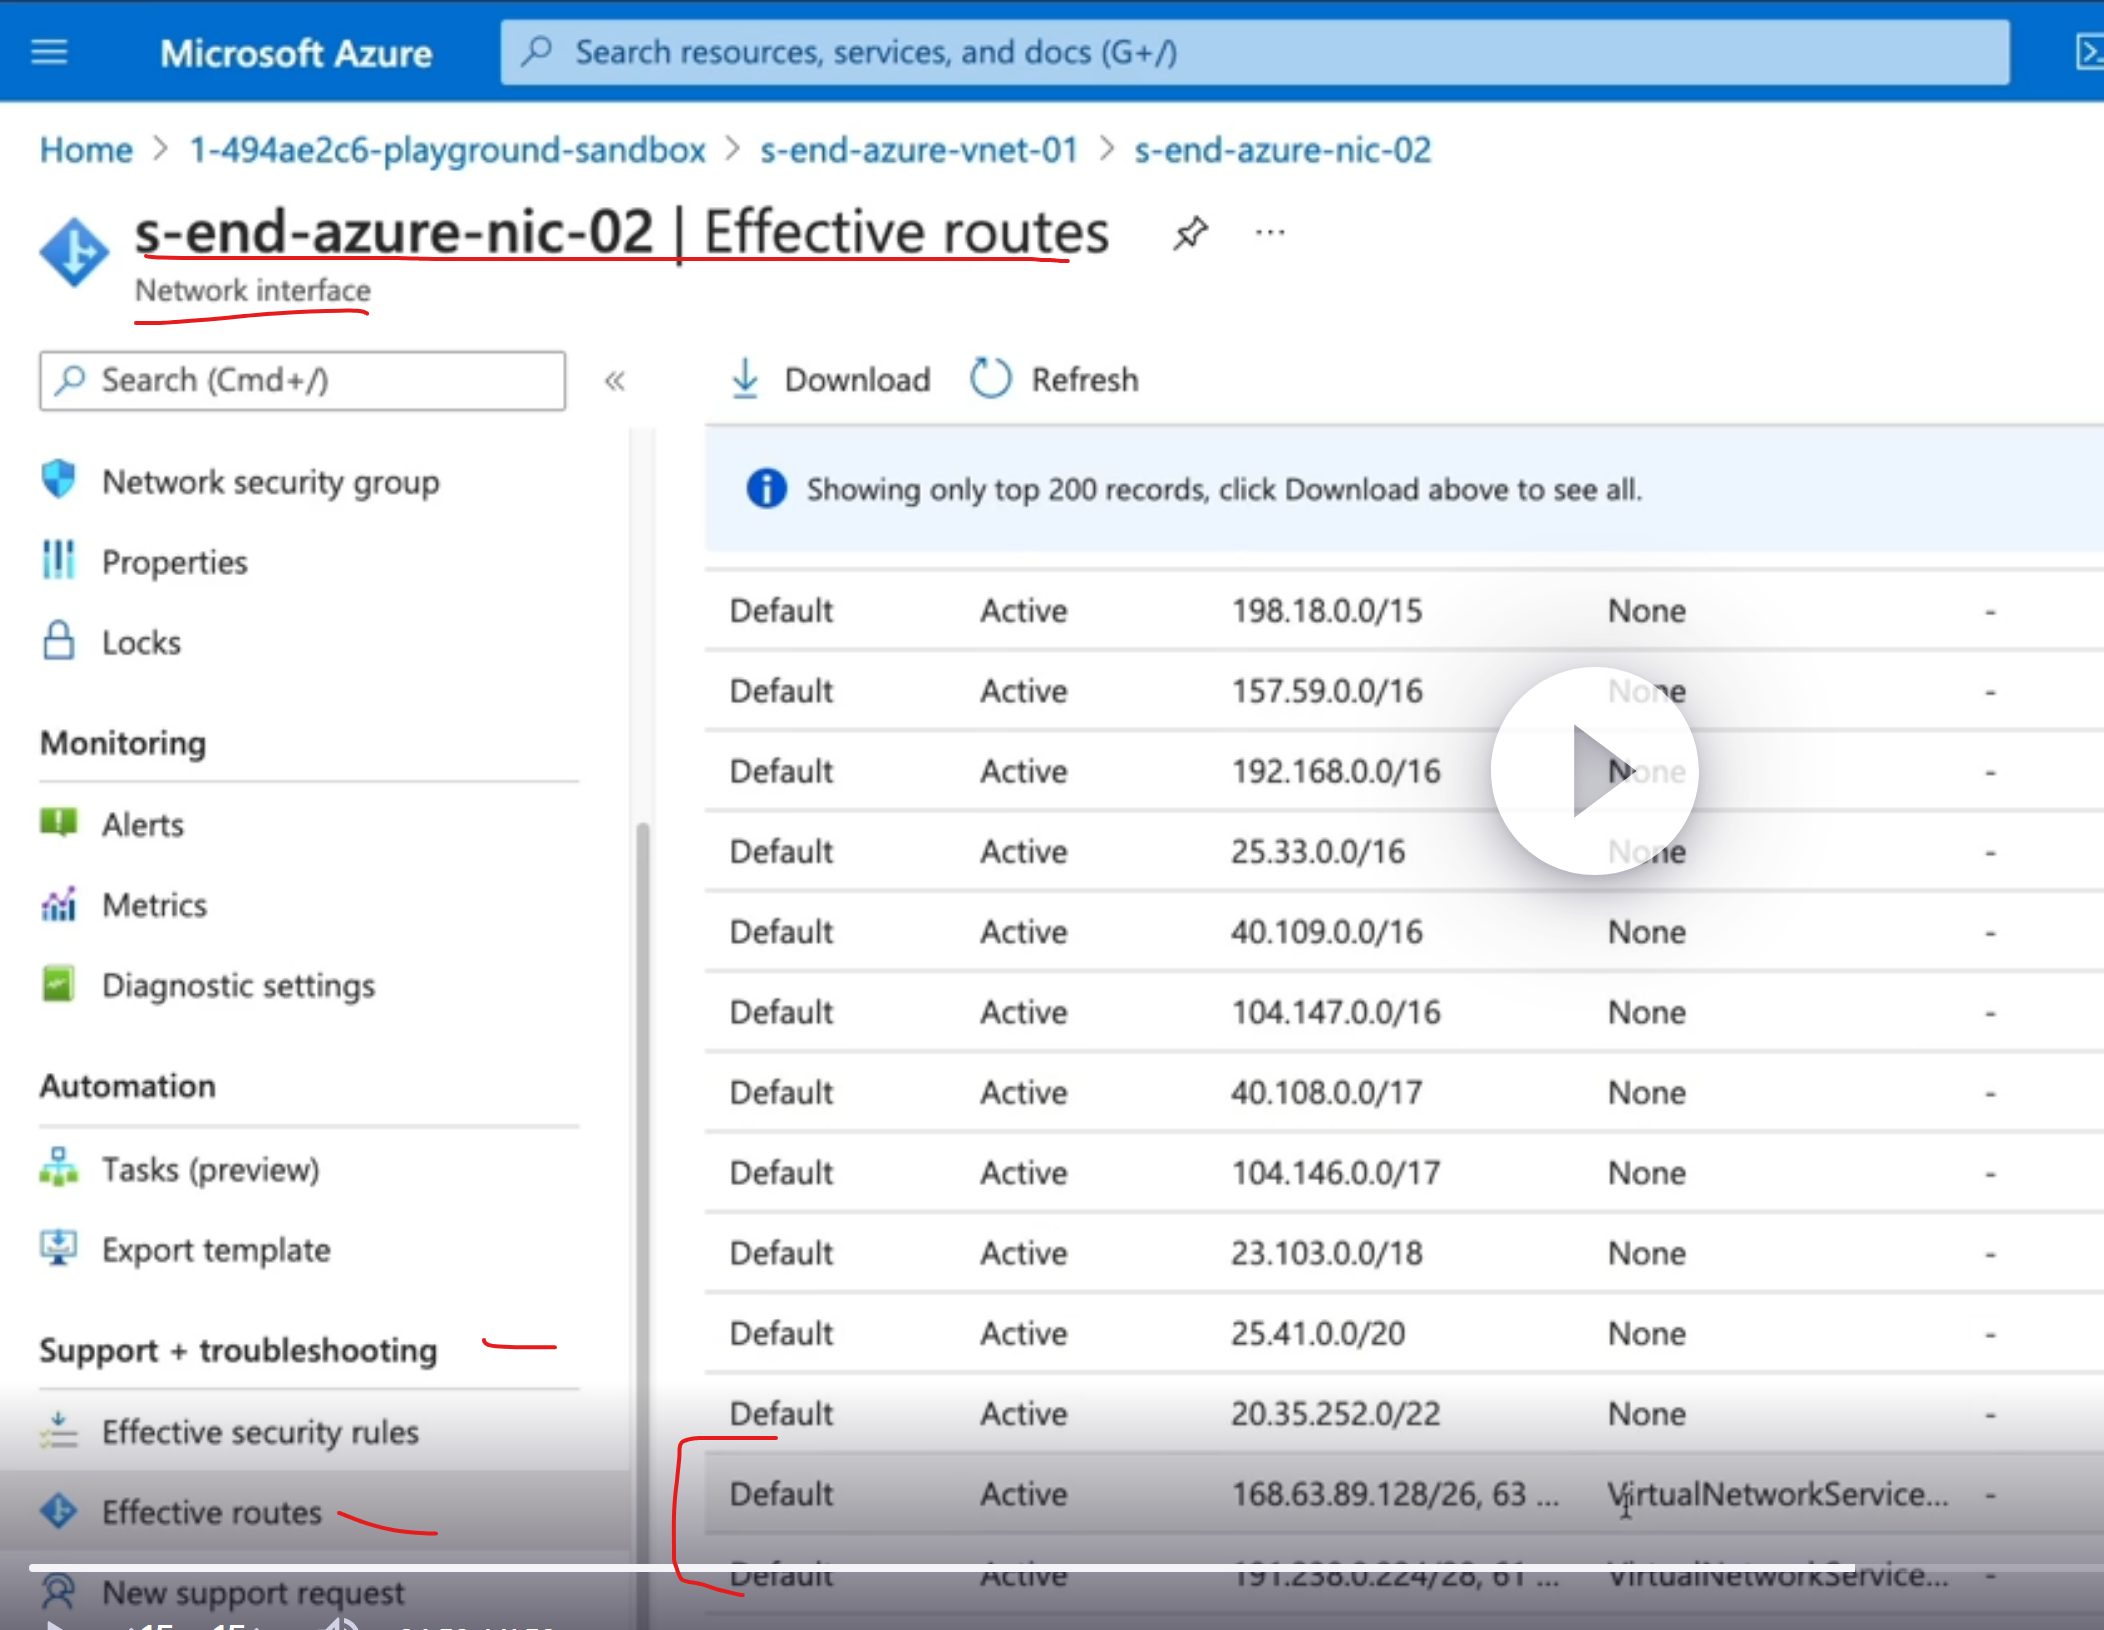 Microsoft Azure
Search resources, services, and docs (G+/)
Home > 1-494ae2c6-playground-sandbox > s-end-azure-vnet-01 > s-end-azure-nic-02
s-end-azure-nic-02 | Effective routes
Network interface
Search (Cmd+/)
«
Network security group
Properties
Locks
Monitoring
Alerts
Metrics
Diagnostic settings
Automation
Tasks (preview)
Export template
Support + troubleshooting
Effective security rules
Effective routes
New support request
Download
Refresh
Showing only top 200 records, click Download above to see all.
Default Active 198.18.0.0/15 None -
Default Active 157.59.0.0/16 None -
Default Active 192.168.0.0/16 None -
Default Active 25.33.0.0/16 None -
Default Active 40.109.0.0/16 None -
Default Active 104.147.0.0/16 None -
Default Active 40.108.0.0/17 None -
Default Active 104.146.0.0/17 None -
Default Active 23.103.0.0/18 None -
Default Active 25.41.0.0/20 None -
Default Active 20.35.252.0/22 None -
Default Active 168.63.89.128/26, 63 ... VirtualNetworkService... -
Default Active 191.238.0.224/28, 61 ... VirtualNetworkService... -